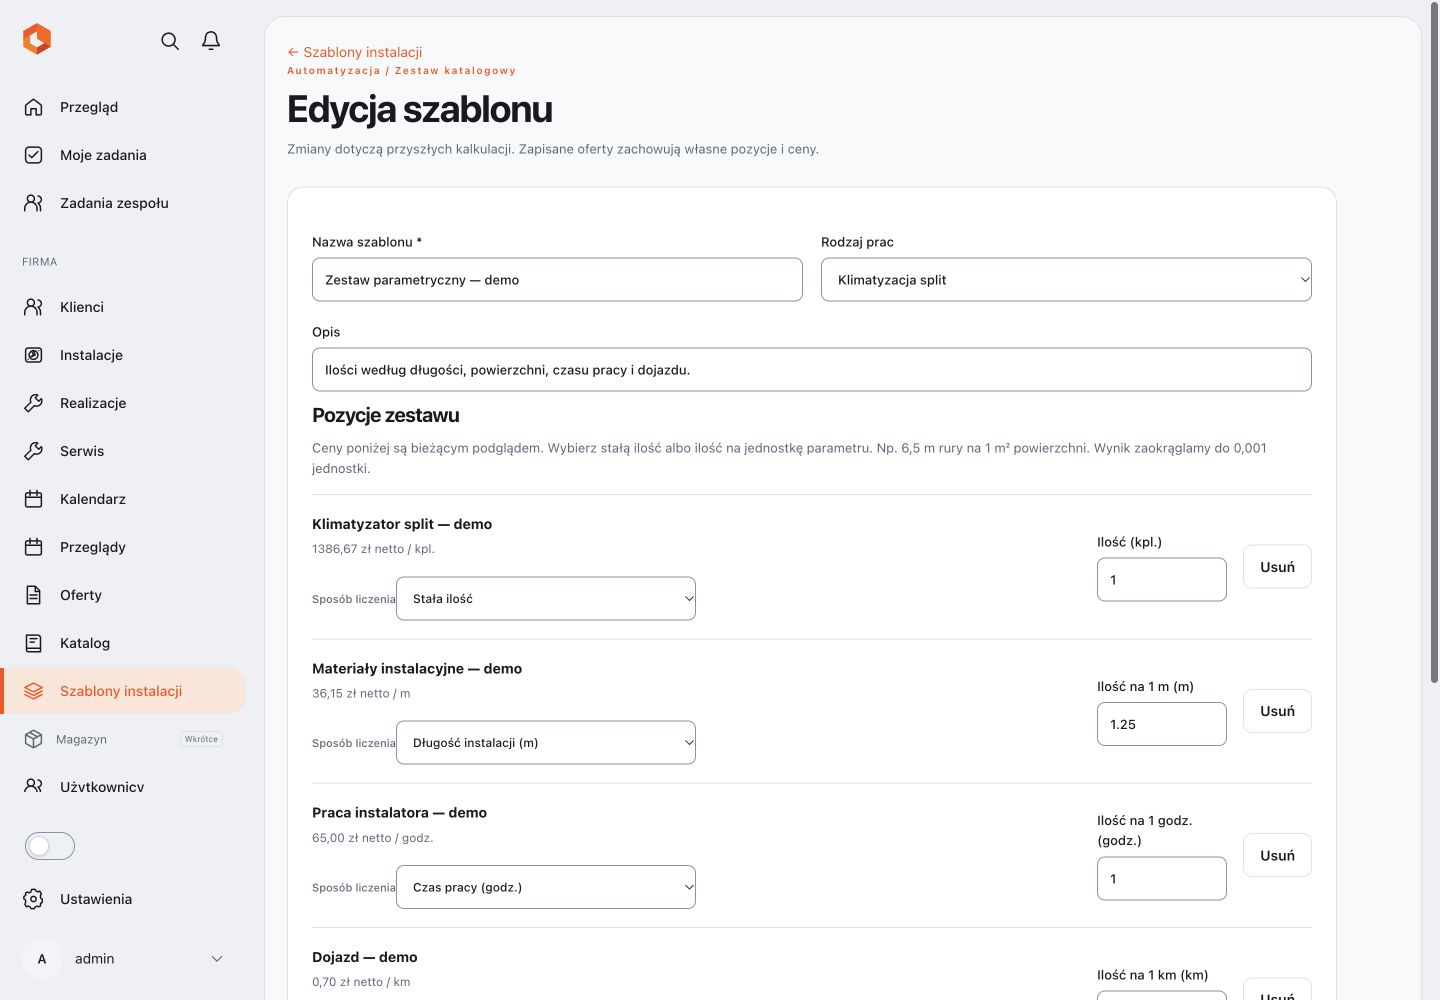 Przegląd
Moje zadania
Zadania zespołu
FIRMA
Klienci
Instalacje
Realizacje
Serwis
Kalendarz
Przeglądy
Oferty
Katalog
Szablony instalacji
Magazyn
Wkrótce
Użytkownicy
Ustawienia
A
admin
← Szablony instalacji
Automatyzacja / Zestaw katalogowy
Edycja szablonu
Zmiany dotyczą przyszłych kalkulacji. Zapisane oferty zachowują własne pozycje i ceny.
Nazwa szablonu *
Zestaw parametryczny — demo
Rodzaj prac
Klimatyzacja split
Opis
Ilości według długości, powierzchni, czasu pracy i dojazdu.
Pozycje zestawu
Ceny poniżej są bieżącym podglądem. Wybierz stałą ilość albo ilość na jednostkę parametru. Np. 6,5 m rury na 1 m² powierzchni. Wynik zaokrąglamy do 0,001
jednostki.
Klimatyzator split — demo
1386,67 zł netto / kpl.
Sposób liczenia
Stała ilość
Ilość (kpl.)
1
Usuń
Materiały instalacyjne — demo
36,15 zł netto / m
Sposób liczenia
Długość instalacji (m)
Ilość na 1 m (m)
1.25
Usuń
Praca instalatora — demo
65,00 zł netto / godz.
Sposób liczenia
Czas pracy (godz.)
Ilość na 1 godz.
(godz.)
1
Usuń
Dojazd — demo
0,70 zł netto / km
Ilość na 1 km (km)
Usuń